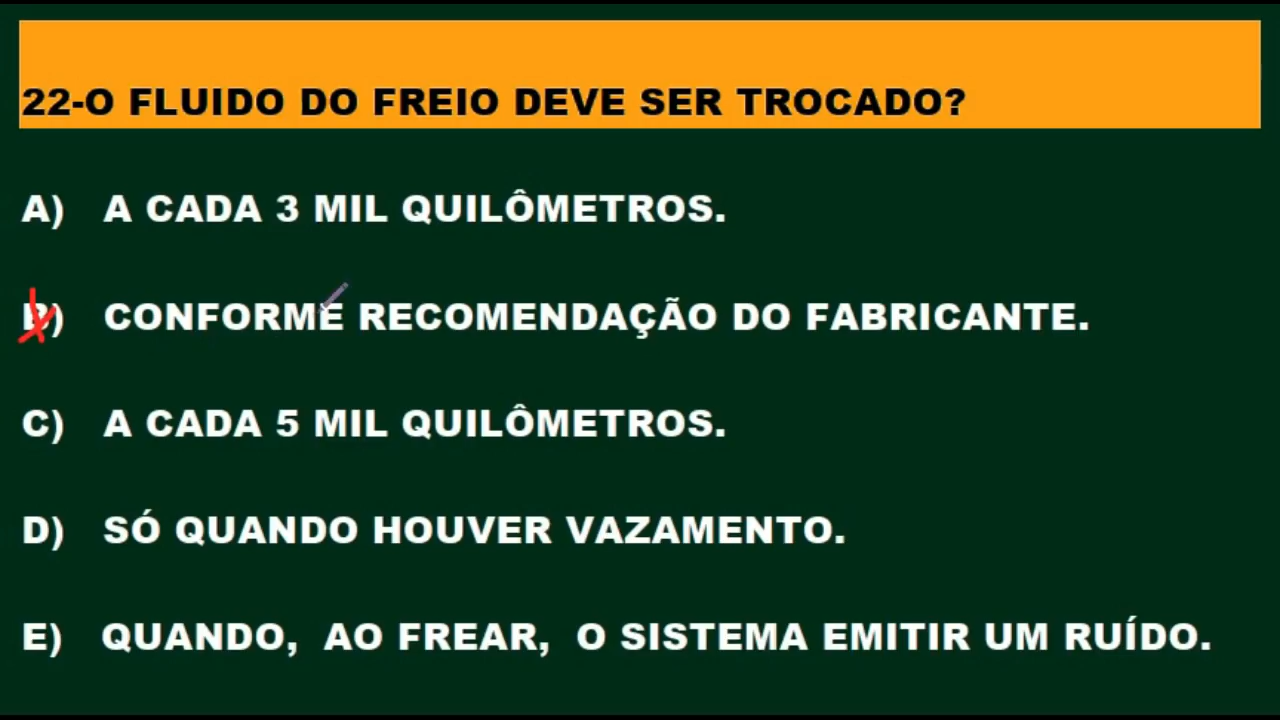 22-O FLUIDO DO FREIO DEVE SER TROCADO?
A) A CADA 3 MIL QUILÔMETROS.
B) CONFORME RECOMENDAÇÃO DO FABRICANTE.
C) A CADA 5 MIL QUILÔMETROS.
D) SÓ QUANDO HOUVER VAZAMENTO.
E) QUANDO, AO FREAR, O SISTEMA EMITIR UM RUÍDO.